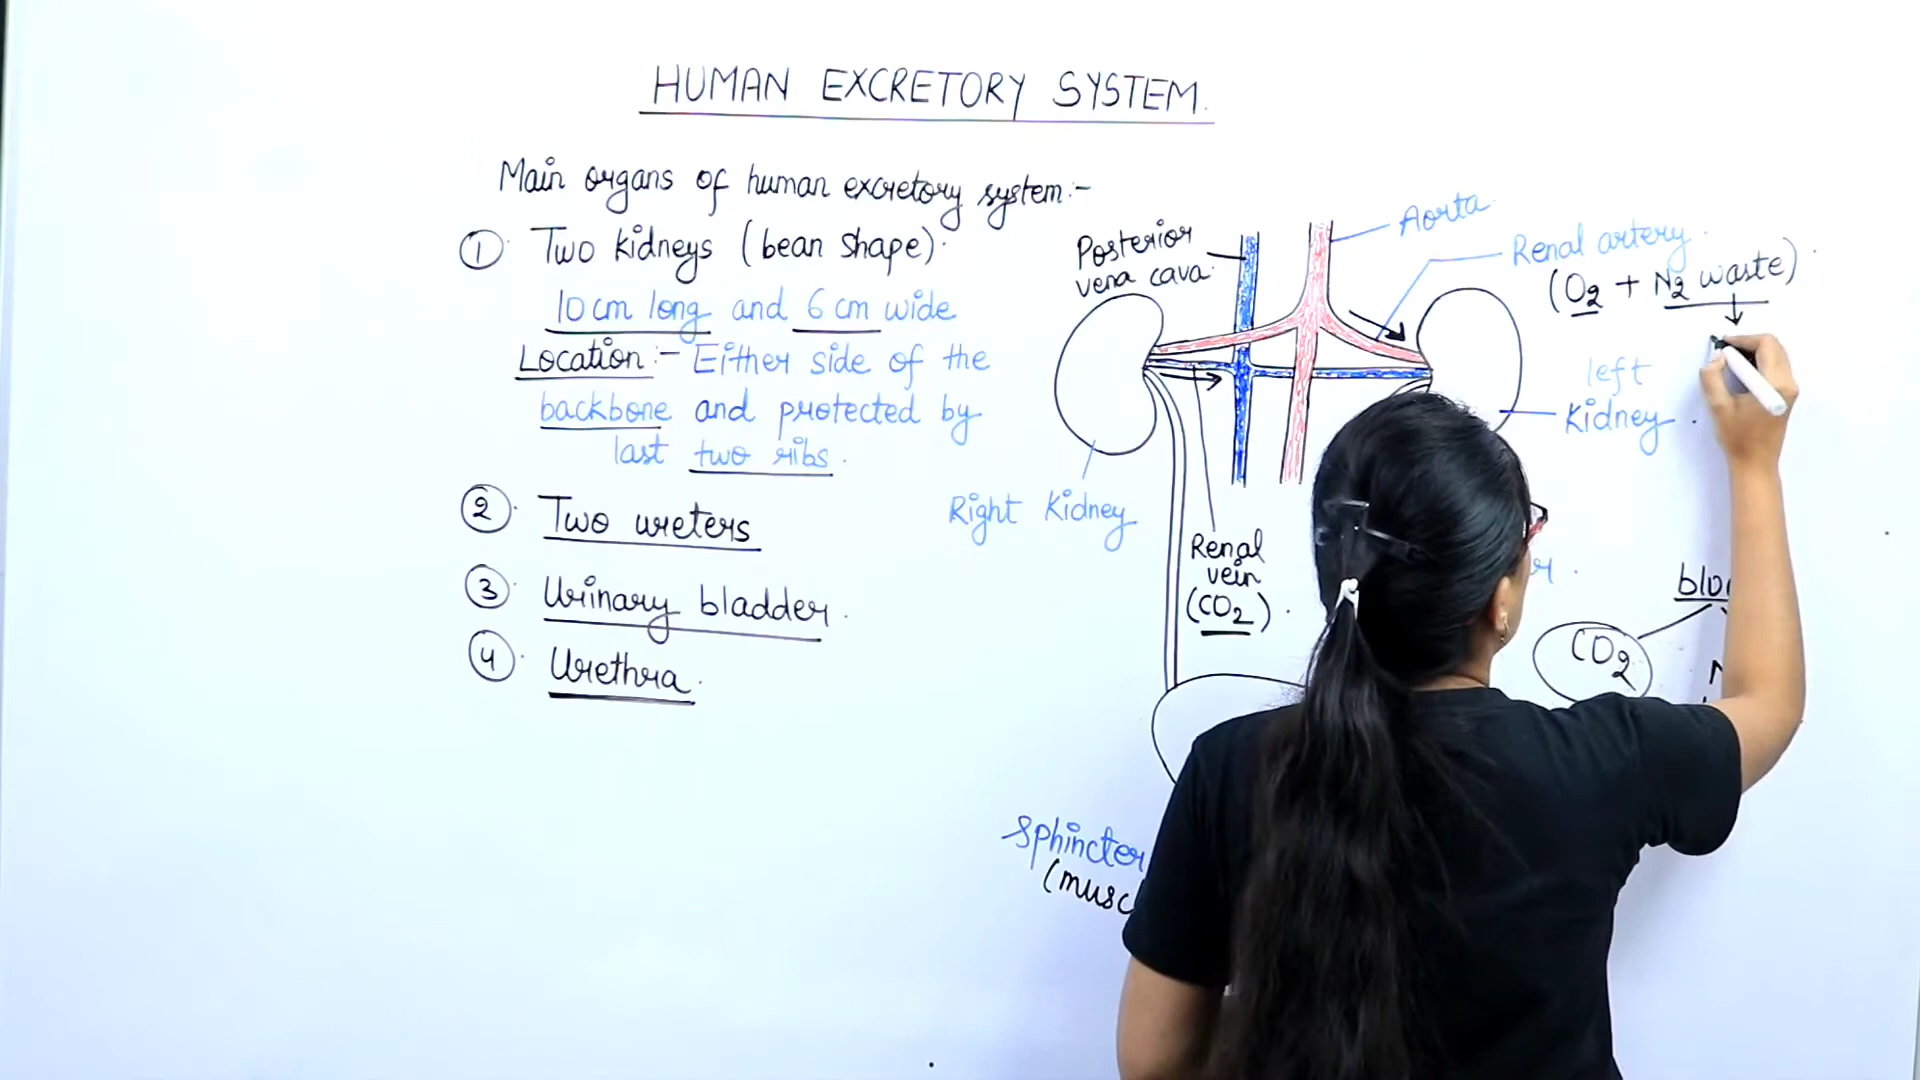 HUMAN EXCRETORY SYSTEM.
Main organs of human excretory system:-
① Two kidneys (bean shape).
10 cm long and 6 cm wide
Location:- Either side of the
backbone and protected by
last two ribs.
② Two ureters
③ Urinary bladder.
④ Urethra.
Posterior
vena cava.
Aorta.
Renal artery.
(O2 + N2 waste).
left
Kidney.
Right Kidney
Renal
vein
(CO2).
CO2
Sphincter